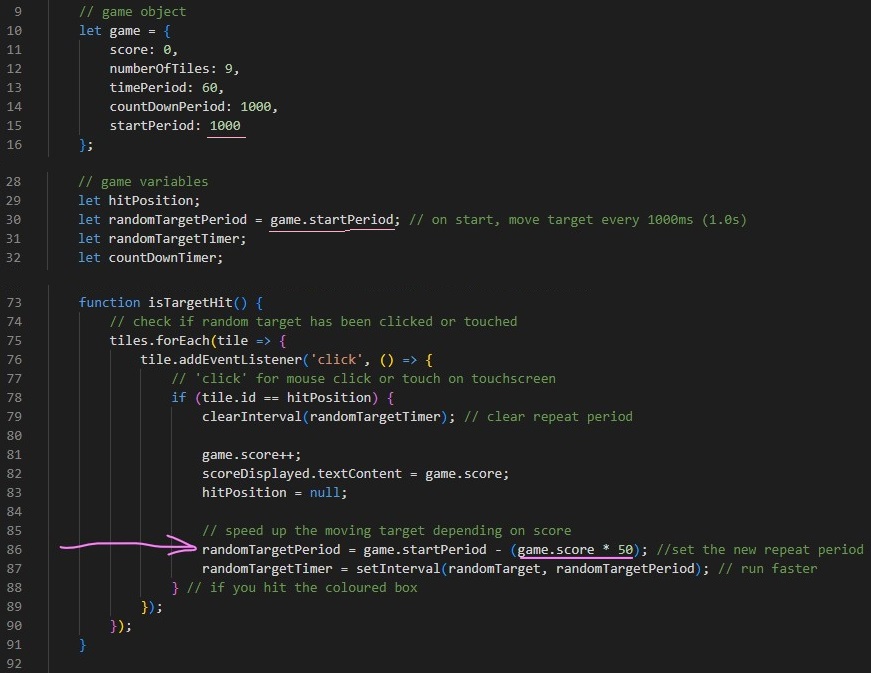 9 // game object
10 let game = {
11 score: 0,
12 numberOfTiles: 9,
13 timePeriod: 60,
14 countDownPeriod: 1000,
15 startPeriod: 1000
16 };
28 // game variables
29 let hitPosition;
30 let randomTargetPeriod = game.startPeriod; // on start, move target every 1000ms (1.0s)
31 let randomTargetTimer;
32 let countDownTimer;
73 function isTargetHit() {
74 // check if random target has been clicked or touched
75 tiles.forEach(tile => {
76 tile.addEventListener('click', () => {
77 // 'click' for mouse click or touch on touchscreen
78 if (tile.id == hitPosition) {
79 clearInterval(randomTargetTimer); // clear repeat period
80
81 game.score++;
82 scoreDisplayed.textContent = game.score;
83 hitPosition = null;
84
85 // speed up the moving target depending on score
86 randomTargetPeriod = game.startPeriod - (game.score * 50); //set the new repeat period
87 randomTargetTimer = setInterval(randomTarget, randomTargetPeriod); // run faster
88 } // if you hit the coloured box
89 });
90 });
91 }
92